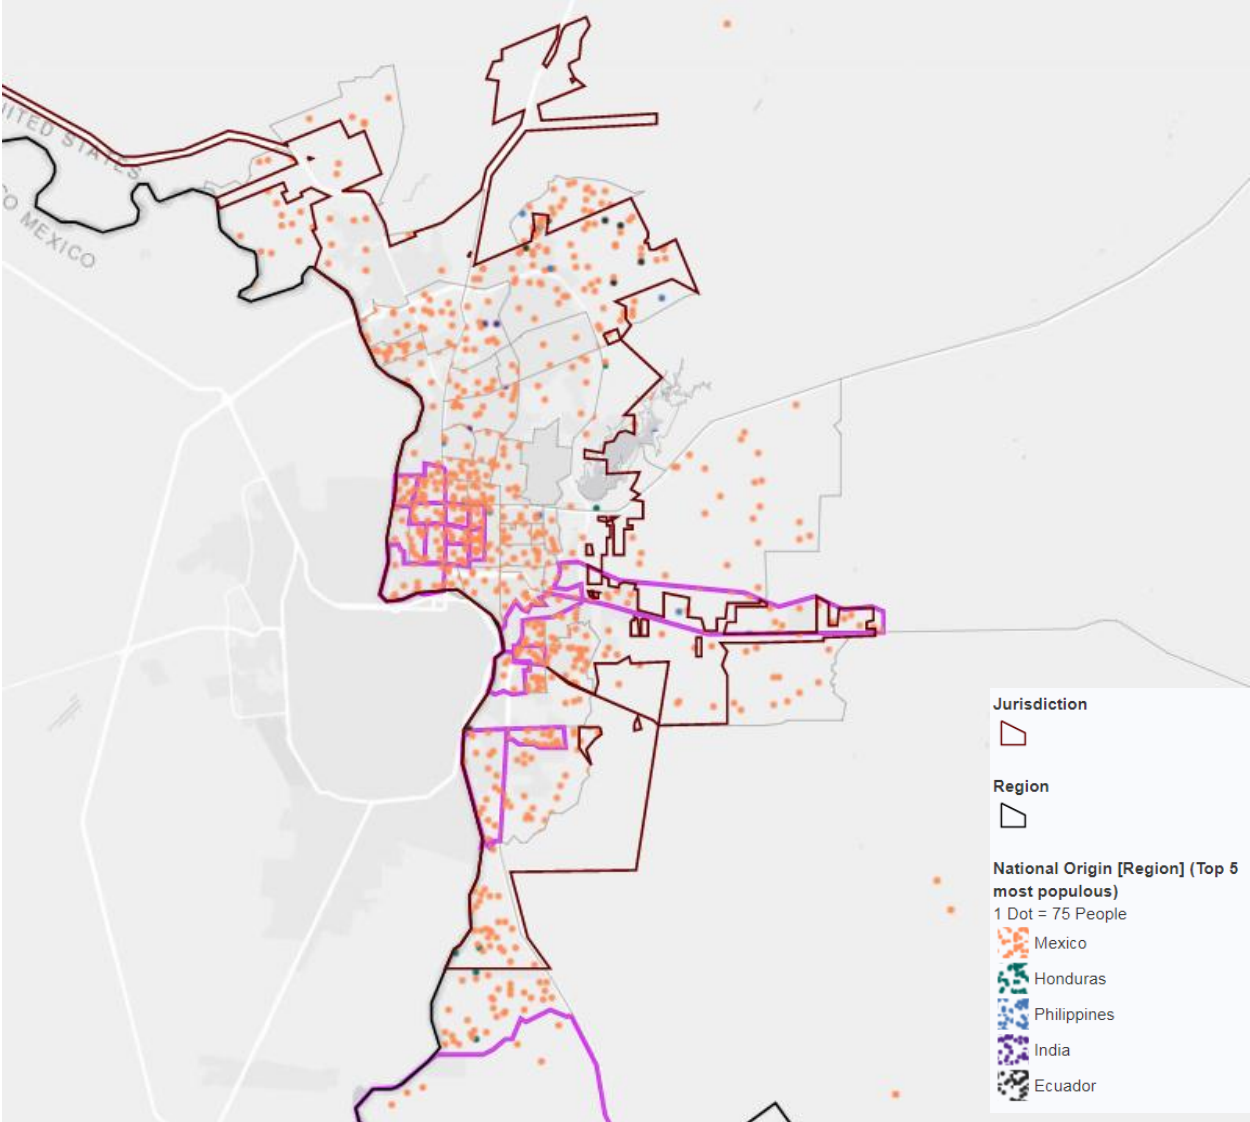 UNITED STATES
MEXICO
Jurisdiction
Region
National Origin [Region] (Top 5
most populous)
1 Dot = 75 People
Mexico
Honduras
Philippines
India
Ecuador